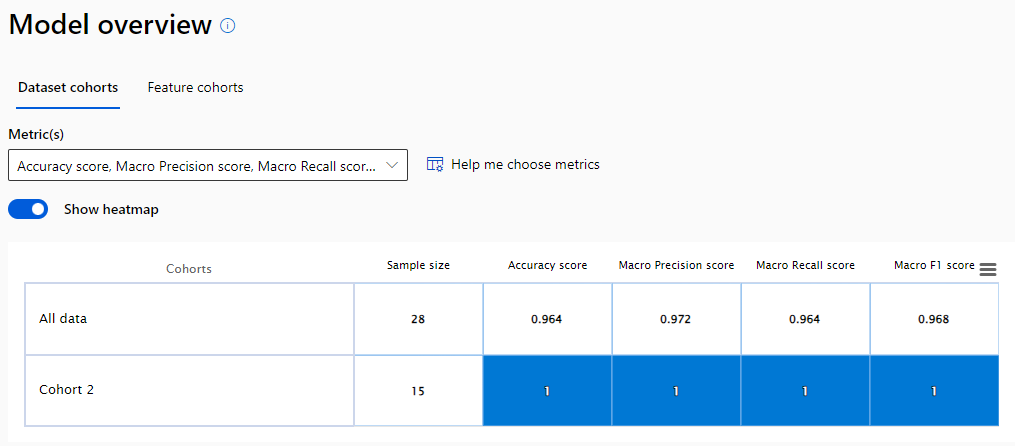 Model overview
Dataset cohorts Feature cohorts
Metric(s)
Accuracy score, Macro Precision score, Macro Recall scor... Help me choose metrics
Show heatmap
Cohorts Sample size Accuracy score Macro Precision score Macro Recall score Macro F1 score
All data 28 0.964 0.972 0.964 0.968
Cohort 2 15 1 1 1 1